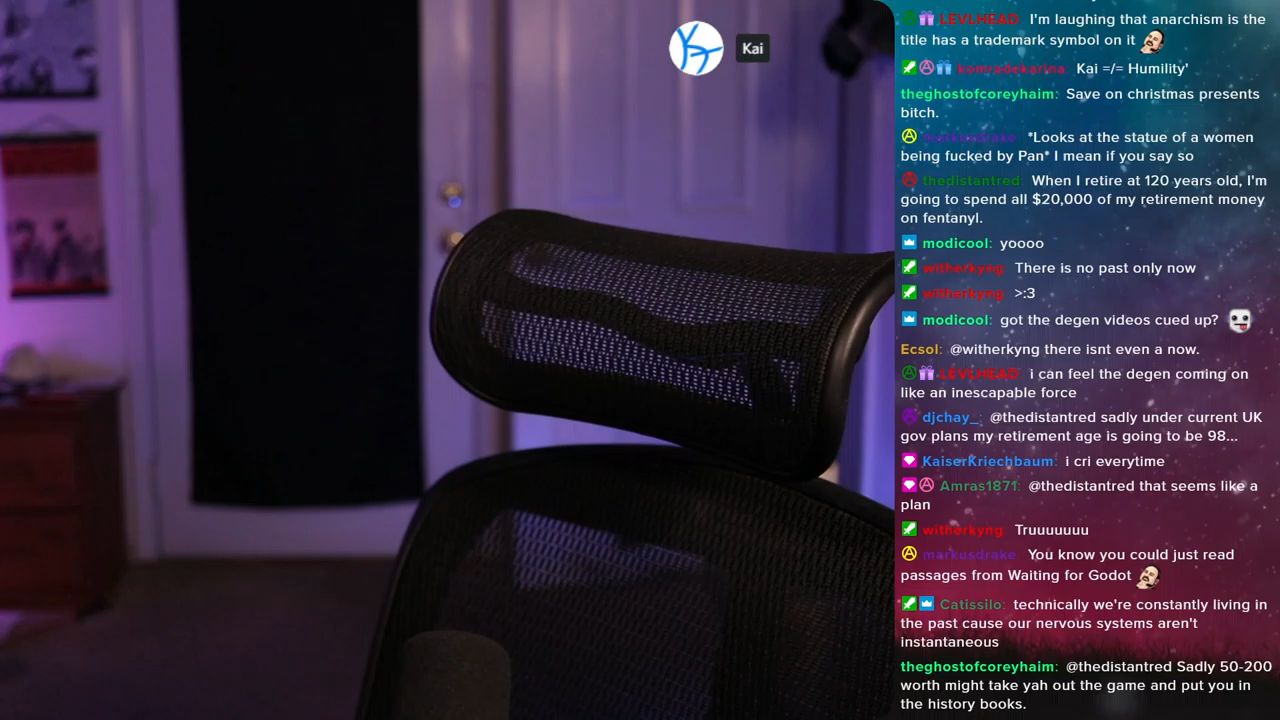 Kai
LEVLHEAD I'm laughing that anarchism is the
title has a trademark symbol on it
komradekarina: Kai =/= Humility'
theghostofcoreyhaim: Save on christmas presents
bitch.
markusdrake: *Looks at the statue of a women
being fucked by Pan* I mean if you say so
thedistantred: When I retire at 120 years old, I'm
going to spend all $20,000 of my retirement money
on fentanyl.
modicool: yoooo
witherkyng: There is no past only now
witherkyng: >:3
modicool: got the degen videos cued up?
Ecsol: @witherkyng there isnt even a now.
LEVLHEAD: i can feel the degen coming on
like an inescapable force
djchay_: @thedistantred sadly under current UK
gov plans my retirement age is going to be 98...
KaiserKriechbaum: i cri everytime
Amras1871: @thedistantred that seems like a
plan
witherkyng: Truuuuuuu
markusdrake: You know you could just read
passages from Waiting for Godot
Catissilo: technically we're constantly living in
the past cause our nervous systems aren't
instantaneous
theghostofcoreyhaim: @thedistantred Sadly 50-200
worth might take yah out the game and put you in
the history books.